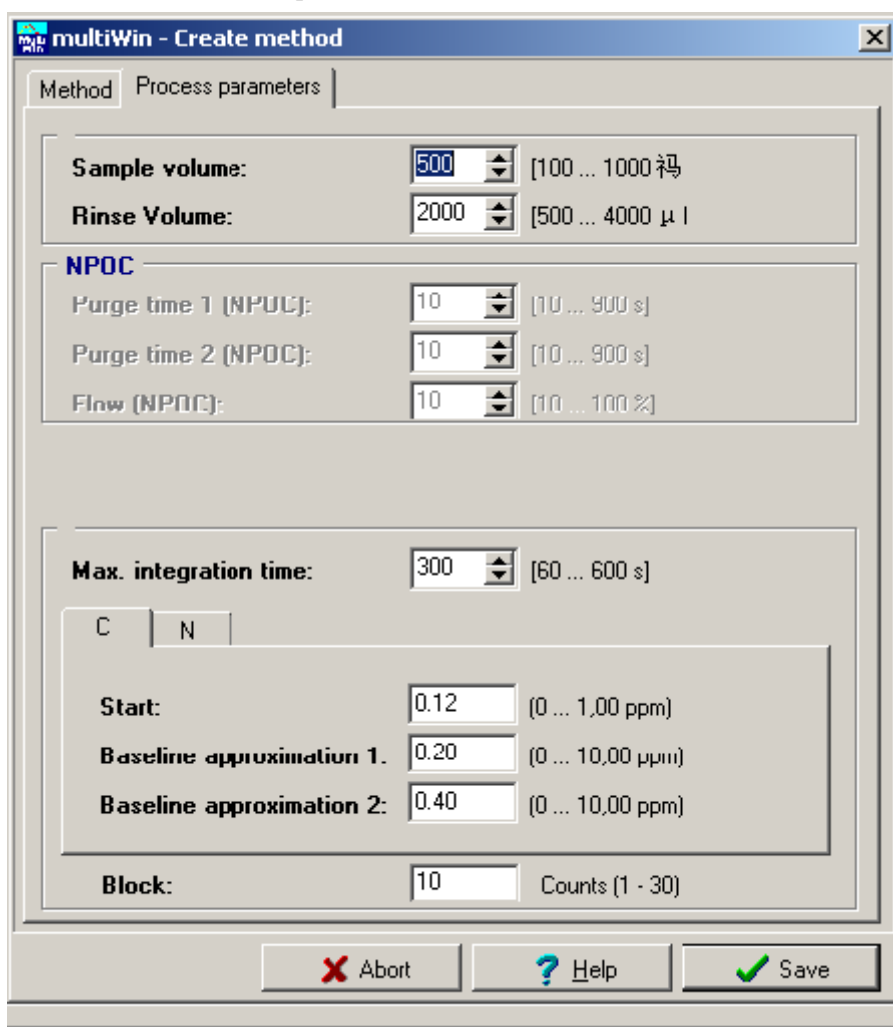 multiWin - Create method
Method Process parameters
Sample volume: 500 [100 ... 1000 祃
Rinse Volume: 2000 [500 ... 4000 µ l
NPOC
Purge time 1 (NPOC): 10 [10 ... 900 s]
Purge time 2 (NPOC): 10 [10 ... 900 s]
Flow (NPOC): 10 [10 ... 100 %]
Max. integration time: 300 [60 ... 600 s]
C N
Start: 0.12 (0 ... 1,00 ppm)
Baseline approximation 1: 0.20 (0 ... 10,00 ppm)
Baseline approximation 2: 0.40 (0 ... 10,00 ppm)
Block: 10 Counts (1 - 30)
Abort Help Save